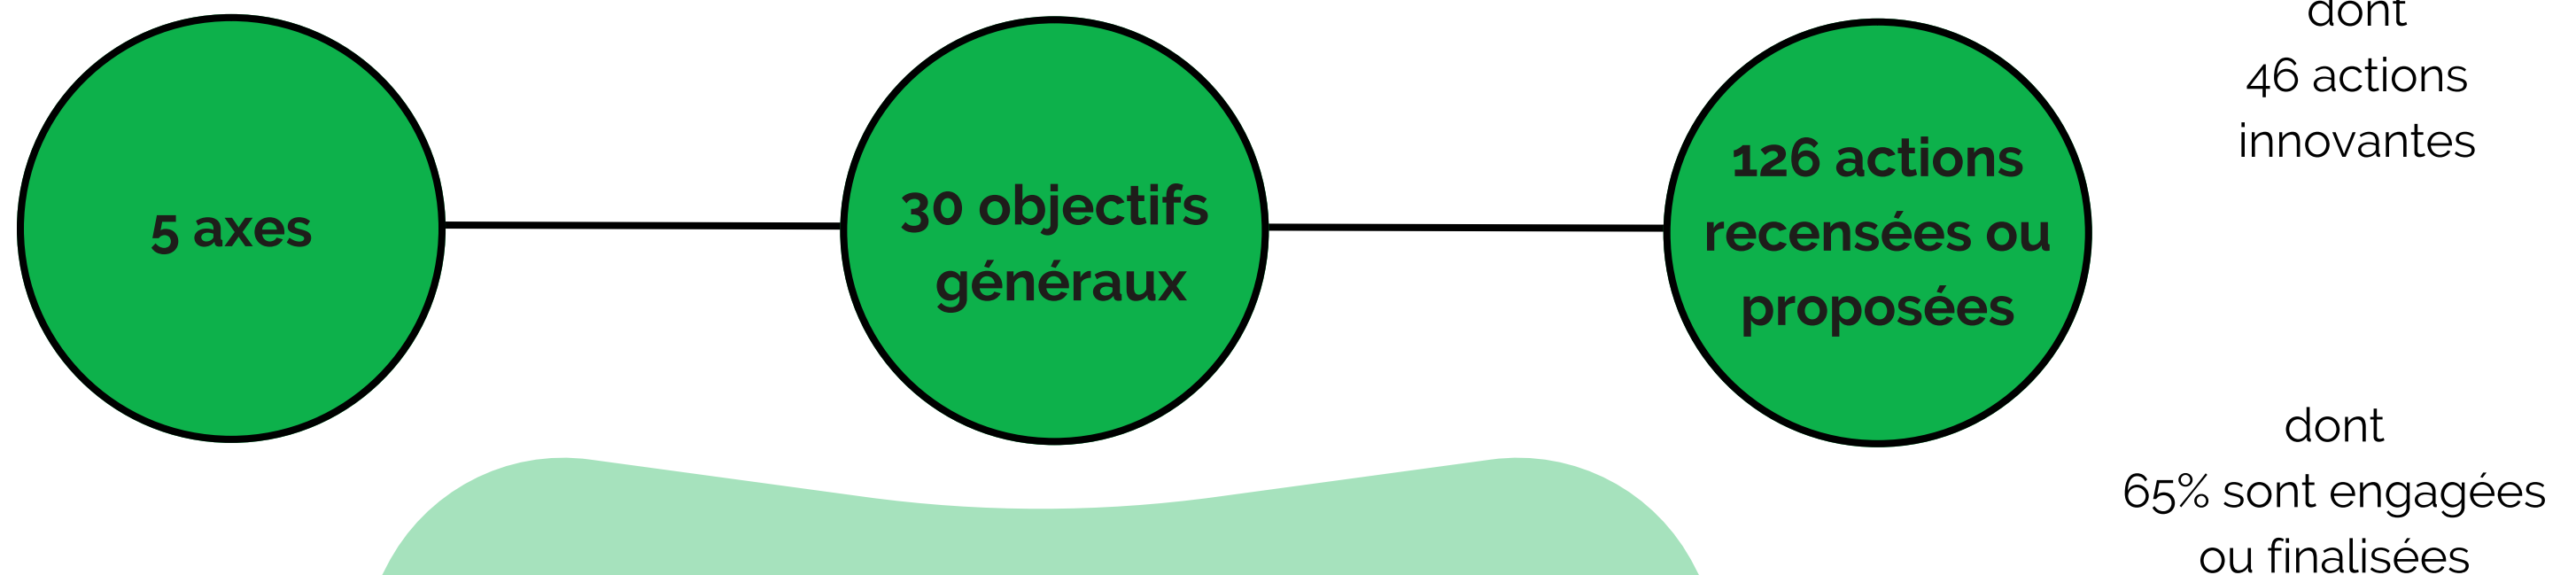 5 axes
30 objectifs
généraux
126 actions
recensées ou
proposées
dont
46 actions
innovantes
dont
65% sont engagées
ou finalisées